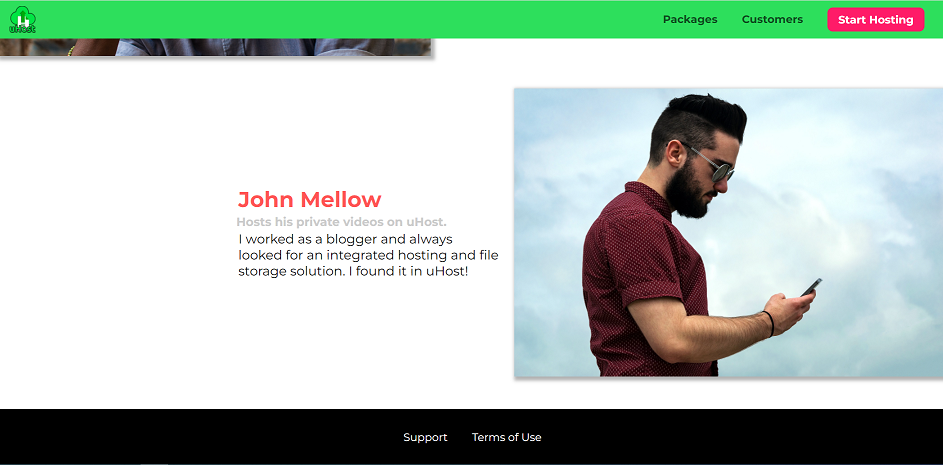 uHost
Packages
Customers
Start Hosting
John Mellow
Hosts his private videos on uHost.
I worked as a blogger and always
looked for an integrated hosting and file
storage solution. I found it in uHost!
Support
Terms of Use